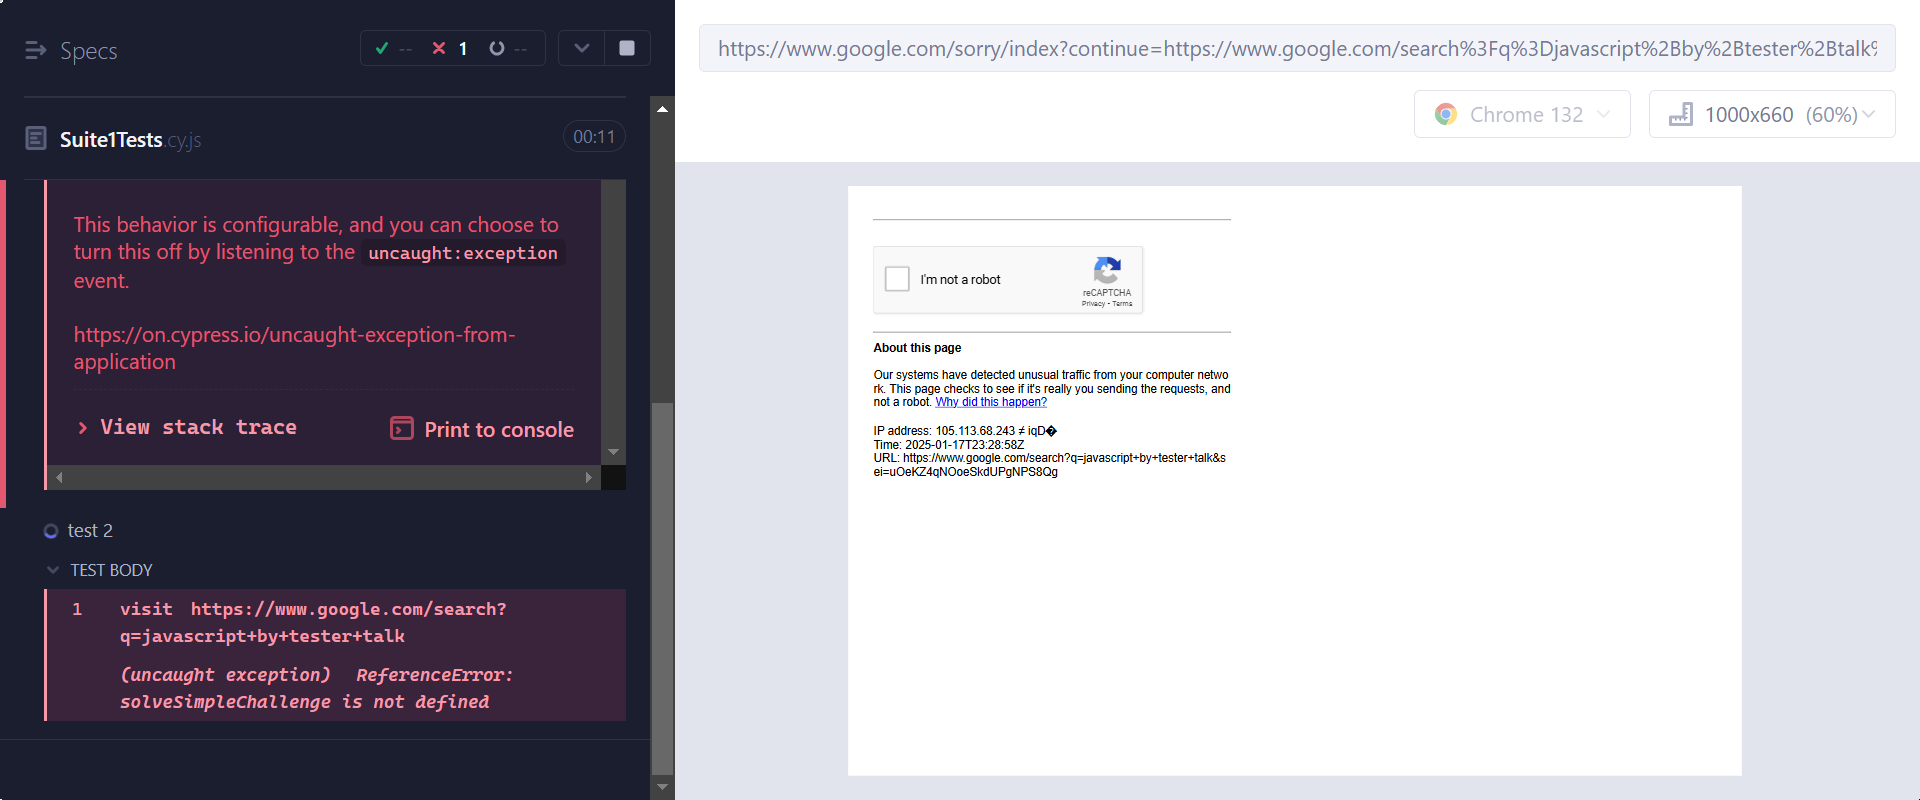 Specs
--
1
--
Suite1Tests.cy.js
00:11
This behavior is configurable, and you can choose to
turn this off by listening to the uncaught:exception
event.
https://on.cypress.io/uncaught-exception-from-
application
View stack trace
Print to console
test 2
TEST BODY
1 visit https://www.google.com/search?
q=javascript+by+tester+talk
(uncaught exception) ReferenceError:
solveSimpleChallenge is not defined
https://www.google.com/sorry/index?continue=https://www.google.com/search%3Fq%3Djavascript%2Bby%2Btester%2Btalk%
Chrome 132
1000x660 (60%)
I'm not a robot
reCAPTCHA
Privacy - Terms
About this page
Our systems have detected unusual traffic from your computer netwo
rk. This page checks to see if it's really you sending the requests, and
not a robot. Why did this happen?
IP address: 105.113.68.243 ≠ iqD�
Time: 2025-01-17T23:28:58Z
URL: https://www.google.com/search?q=javascript+by+tester+talk&s
ei=uOeKZ4qNOoeSkdUPgNPS8Qg